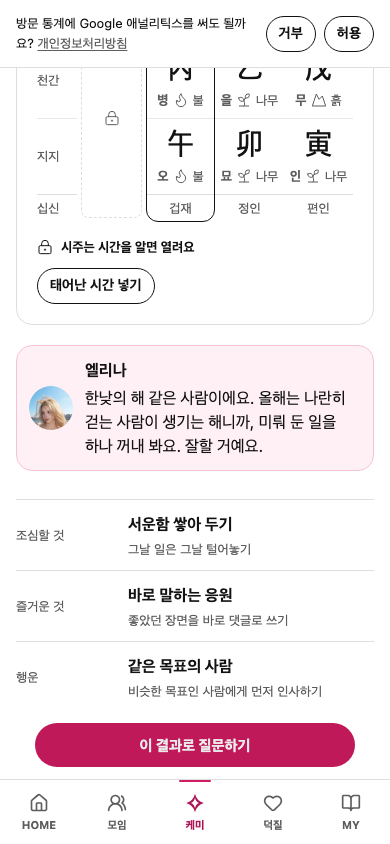 방문 통계에 Google 애널리틱스를 써도 될까
요? 개인정보처리방침
거부
허용
천간
丙 乙 戊
병 불 을 나무 무 흙
지지
午 卯 寅
오 불 묘 나무 인 나무
십신
겁재 정인 편인
시주는 시간을 알면 열려요
태어난 시간 넣기
엘리나
한낮의 해 같은 사람이에요. 올해는 나란히
걷는 사람이 생기는 해니까, 미뤄 둔 일을
하나 꺼내 봐요. 잘할 거예요.
조심할 것
서운함 쌓아 두기
그날 일은 그날 털어놓기
즐거운 것
바로 말하는 응원
좋았던 장면을 바로 댓글로 쓰기
행운
같은 목표의 사람
비슷한 목표인 사람에게 먼저 인사하기
이 결과로 질문하기
HOME
모임
케미
덕질
MY